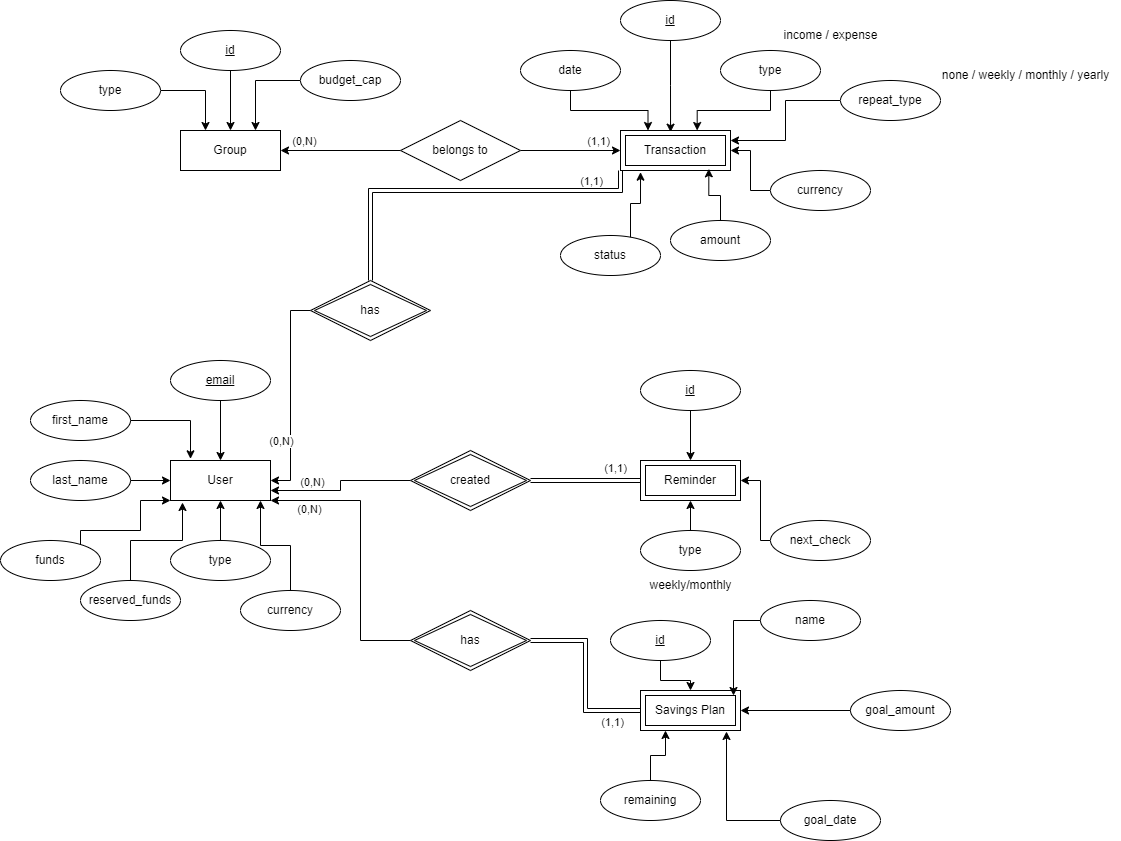 id
income / expense
id
date
type
none / weekly / monthly / yearly
type
budget_cap
repeat_type
(0,N)
(1,1)
Group
belongs to
Transaction
(1,1)
currency
status
amount
has
email
id
first_name
(0,N)
last_name
User
(0,N)
created
(1,1)
Reminder
(0,N)
funds
type
type
next_check
weekly/monthly
reserved_funds
currency
name
has
id
Savings Plan
goal_amount
(1,1)
remaining
goal_date